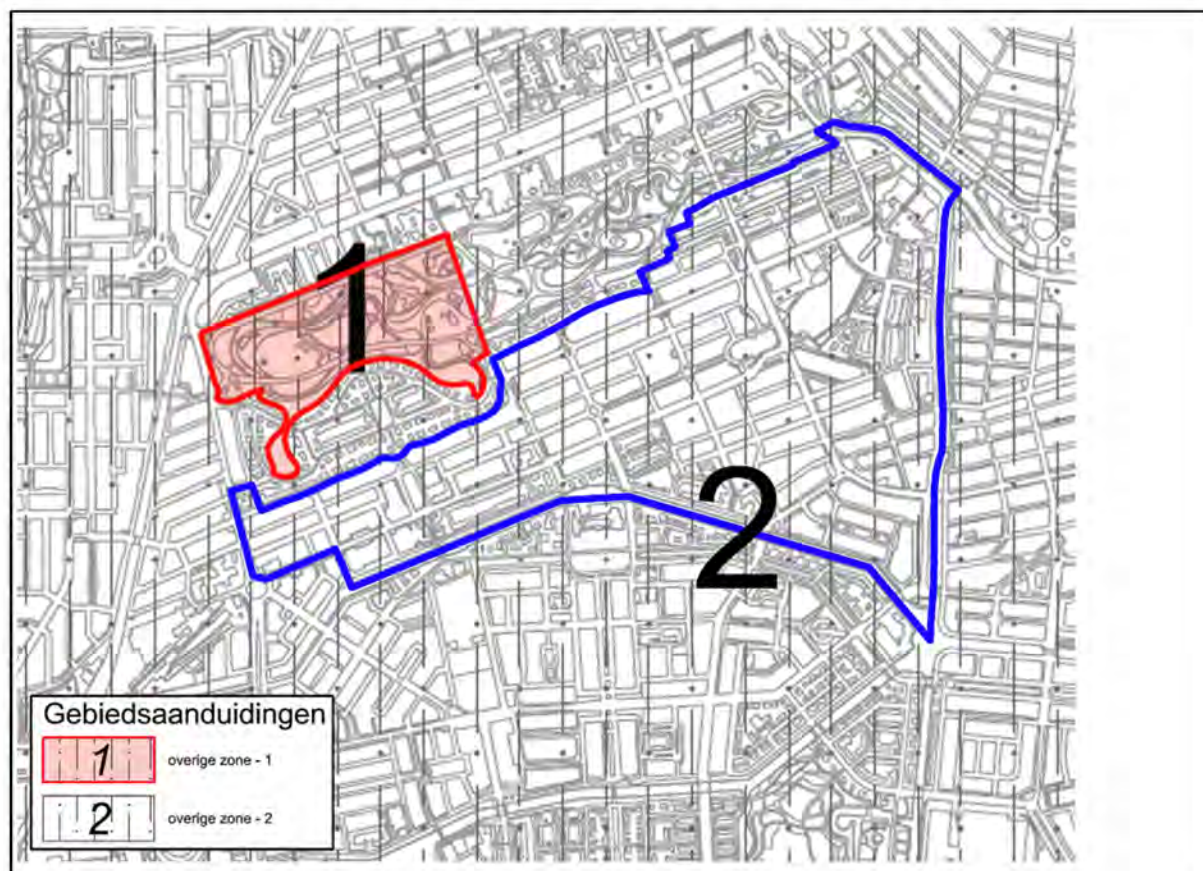 1
2
Gebiedsaanduidingen
1 overige zone - 1
2 overige zone - 2